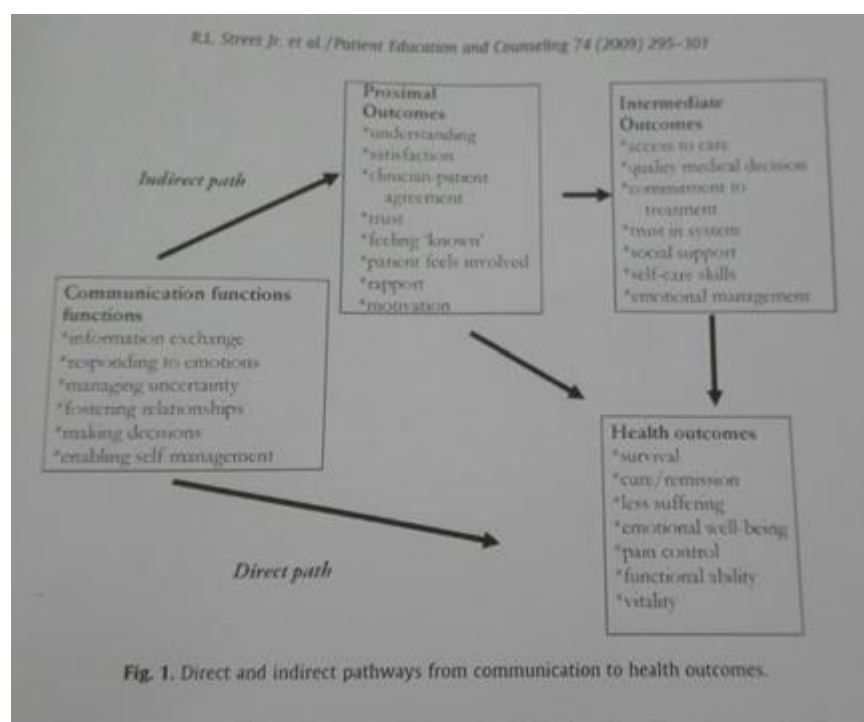 R.L. Street Jr. et al. / Patient Education and Counseling 74 (2009) 295–301
Proximal
Outcomes
*understanding
*satisfaction
*clinician-patient
agreement
*trust
*feeling 'known'
*patient feels involved
*rapport
*motivation
Intermediate
Outcomes
*access to care
*quality medical decision
*commitment to
treatment
*trust in system
*social support
*self-care skills
*emotional management
Indirect path
Communication functions
functions
*information exchange
*responding to emotions
*managing uncertainty
*fostering relationships
*making decisions
*enabling self management
Health outcomes
*survival
*cure/remission
*less suffering
*emotional well-being
*pain control
*functional ability
*vitality
Direct path
Fig. 1. Direct and indirect pathways from communication to health outcomes.